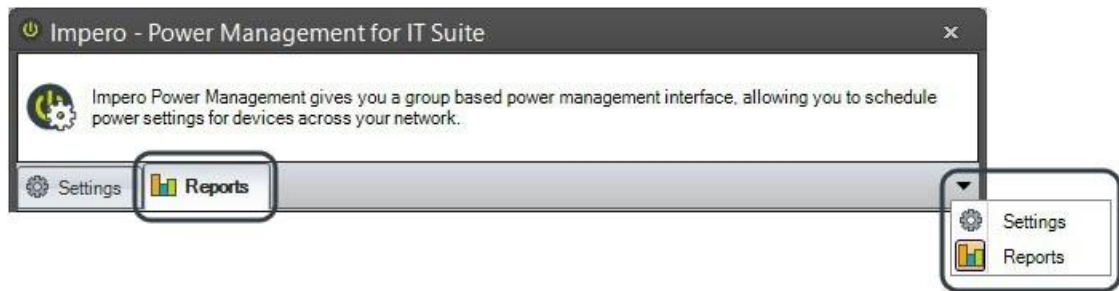 Impero - Power Management for IT Suite
Impero Power Management gives you a group based power management interface, allowing you to schedule
power settings for devices across your network.
Settings
Reports
Settings
Reports